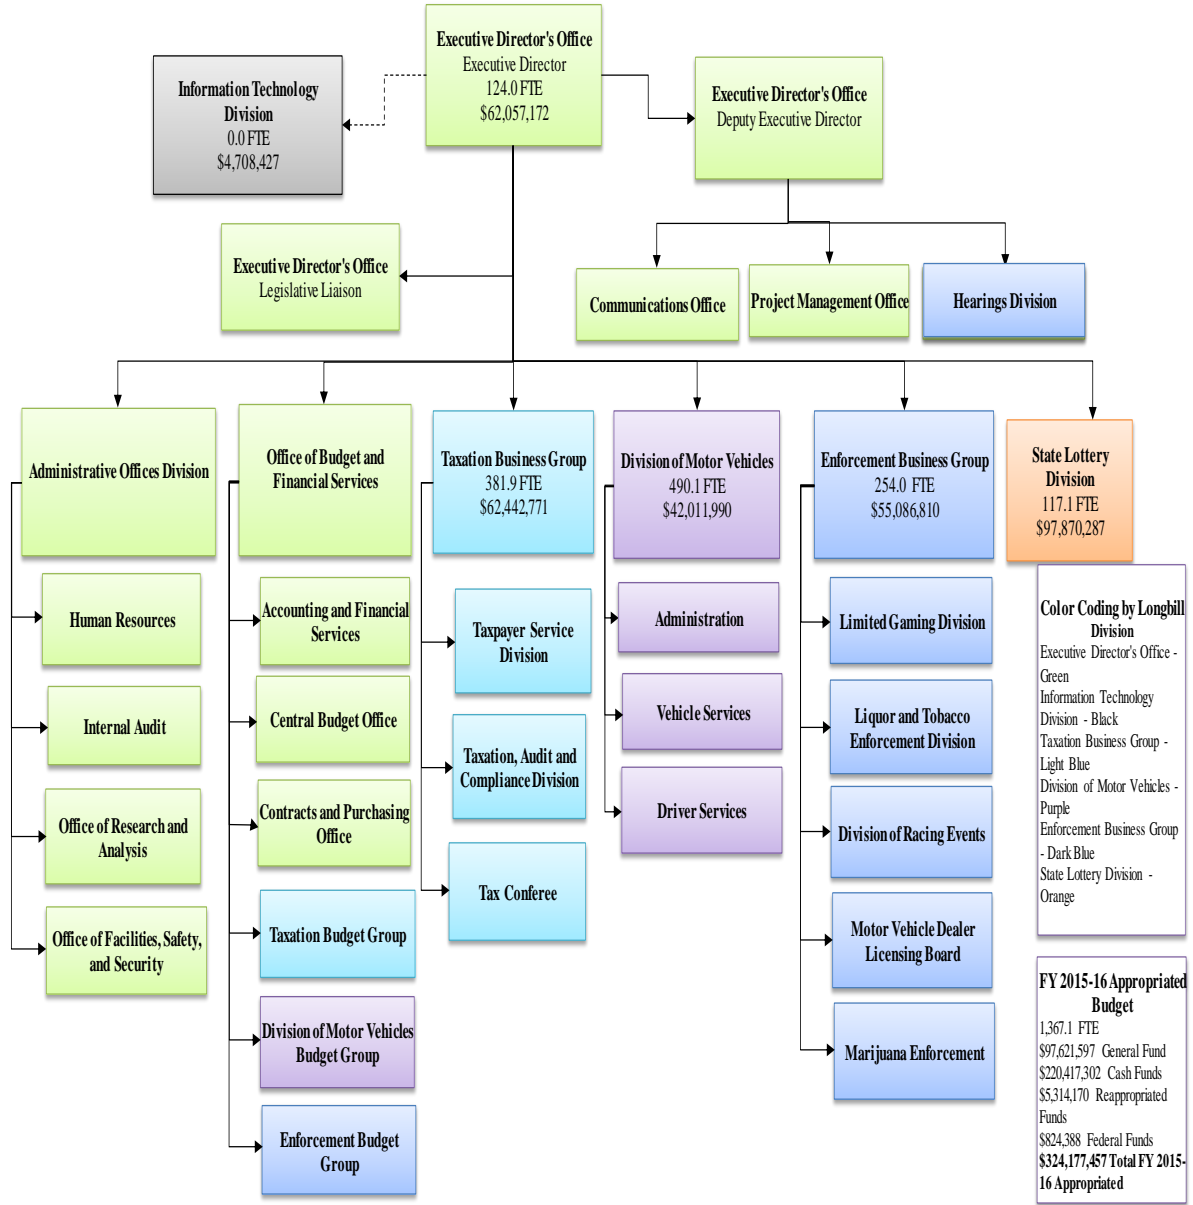 Executive Director's Office
Executive Director
124.0 FTE
$62,057,172
Information Technology
Division
0.0 FTE
$4,708,427
Executive Director's Office
Deputy Executive Director
Executive Director's Office
Legislative Liaison
Communications Office
Project Management Office
Hearings Division
Administrative Offices Division
Human Resources
Internal Audit
Office of Research and
Analysis
Office of Facilities, Safety,
and Security
Office of Budget and
Financial Services
Accounting and Financial
Services
Central Budget Office
Contracts and Purchasing
Office
Taxation Budget Group
Division of Motor Vehicles
Budget Group
Enforcement Budget
Group
Taxation Business Group
381.9 FTE
$62,442,771
Taxpayer Service
Division
Taxation, Audit and
Compliance Division
Tax Conferee
Division of Motor Vehicles
490.1 FTE
$42,011,990
Administration
Vehicle Services
Driver Services
Enforcement Business Group
254.0 FTE
$55,086,810
Limited Gaming Division
Liquor and Tobacco
Enforcement Division
Division of Racing Events
Motor Vehicle Dealer
Licensing Board
Marijuana Enforcement
State Lottery
Division
117.1 FTE
$97,870,287
Color Coding by Longbill
Division
Executive Director's Office -
Green
Information Technology
Division - Black
Taxation Business Group -
Light Blue
Division of Motor Vehicles -
Purple
Enforcement Business Group
- Dark Blue
State Lottery Division -
Orange
FY 2015-16 Appropriated
Budget
1,367.1 FTE
$97,621,597 General Fund
$220,417,302 Cash Funds
$5,314,170 Reappropriated
Funds
$824,388 Federal Funds
$324,177,457 Total FY 2015-
16 Appropriated